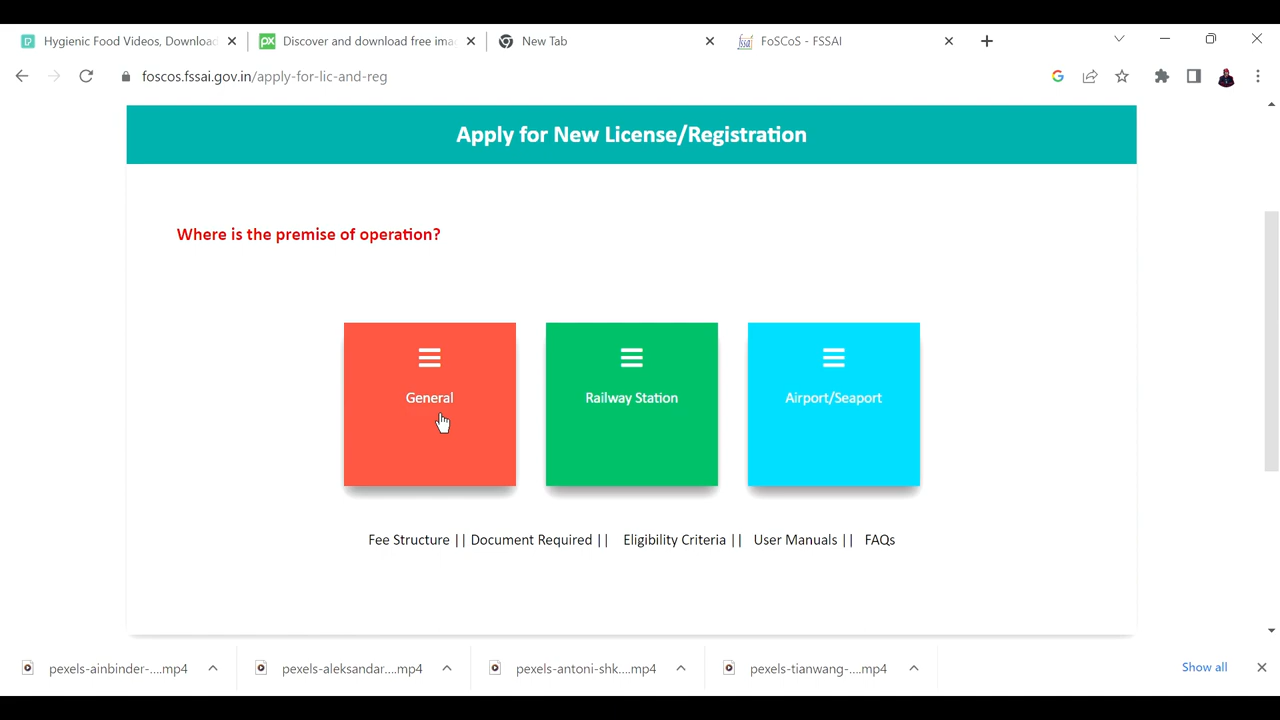 Hygienic Food Videos, Download
Discover and download free ima
New Tab
FoSCoS - FSSAI
foscos.fssai.gov.in/apply-for-lic-and-reg
Apply for New License/Registration
Where is the premise of operation?
General
Railway Station
Airport/Seaport
Fee Structure || Document Required || Eligibility Criteria || User Manuals || FAQs
pexels-ainbinder-....mp4
pexels-aleksandar....mp4
pexels-antoni-shk....mp4
pexels-tianwang-....mp4
Show all